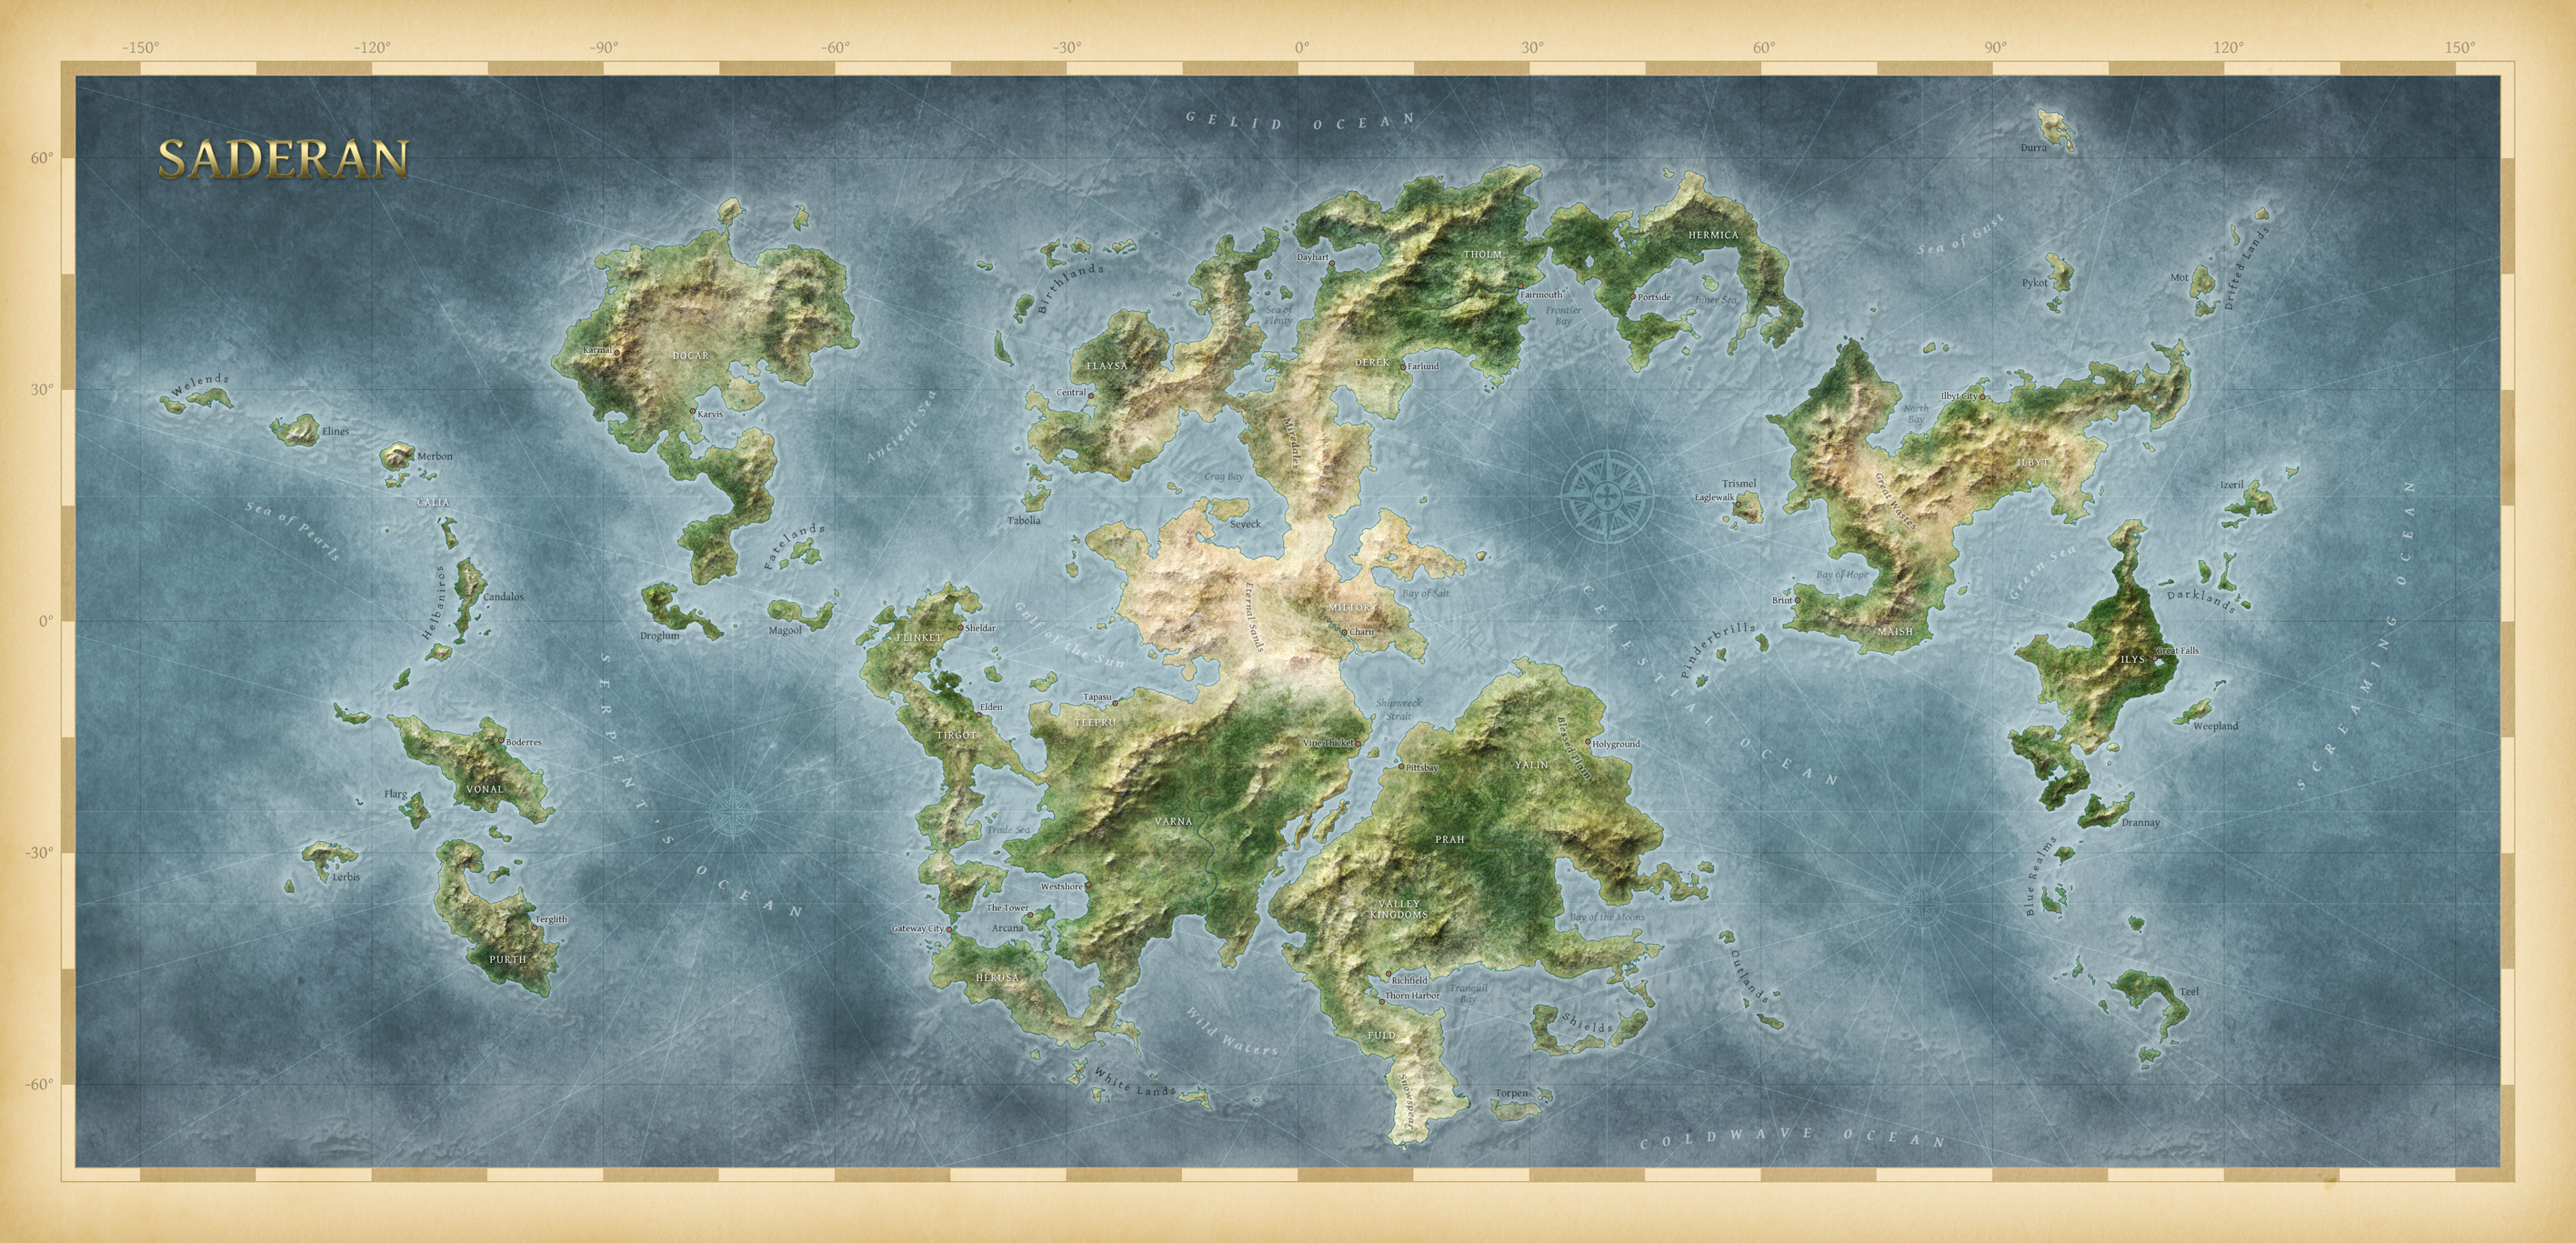 -150°
-120°
-90°
-60°
-30°
0°
30°
60°
90°
120°
150°
60°
30°
0°
-30°
-60°
SADERAN
GELID OCEAN
Durra
Sea of Gust
Pykot
Mot
Drifted Lands
HERMICA
THOLM
Dayhart
Fairmouth
Portside
Inner Sea
Frontier
Bay
Sea of
Plenty
Birthlands
FLAYSA
Central
DEREK
Farlund
Karmal
DOCAR
Karvis
Ancient Sea
Welends
Elines
Merbon
CALIA
Sea of Pearls
Helbaniros
Candalos
Miredales
Crag Bay
Seveck
Tabolia
Fatelands
Droglum
Magool
Trismel
Eaglewalk
North
Bay
Ilbyt City
ILBYT
Great Wastes
Izeril
Bay of Hope
Brint
MAISH
Green Sea
Darklands
SCREAMING OCEAN
Pinderbrills
ILYS
Great Falls
Weepland
Drannay
Blue Realms
Teel
Eternal Sands
MILTOR
Charn
Bay of Salt
Gulf of the Sun
FLINKET
Sheldar
Elden
TIRGOT
Tapasu
TEEPRU
Shipwreck
Strait
Vine Thicket
Pittsbay
YALIN
Holyground
CELESTIAL OCEAN
SERPENT'S OCEAN
Boderres
VONAL
Flarg
Lerbis
Terglith
PURTH
Trade Sea
VARNA
PRAH
Westshore
The Tower
Arcana
Gateway City
HERUSA
VALLEY
KINGDOMS
Bay of the Moons
Richfield
Thorn Harbor
Tranquil
Bay
FULD
Shields
Outlands
Wild Waters
White Lands
Torpen
COLDWAVE OCEAN